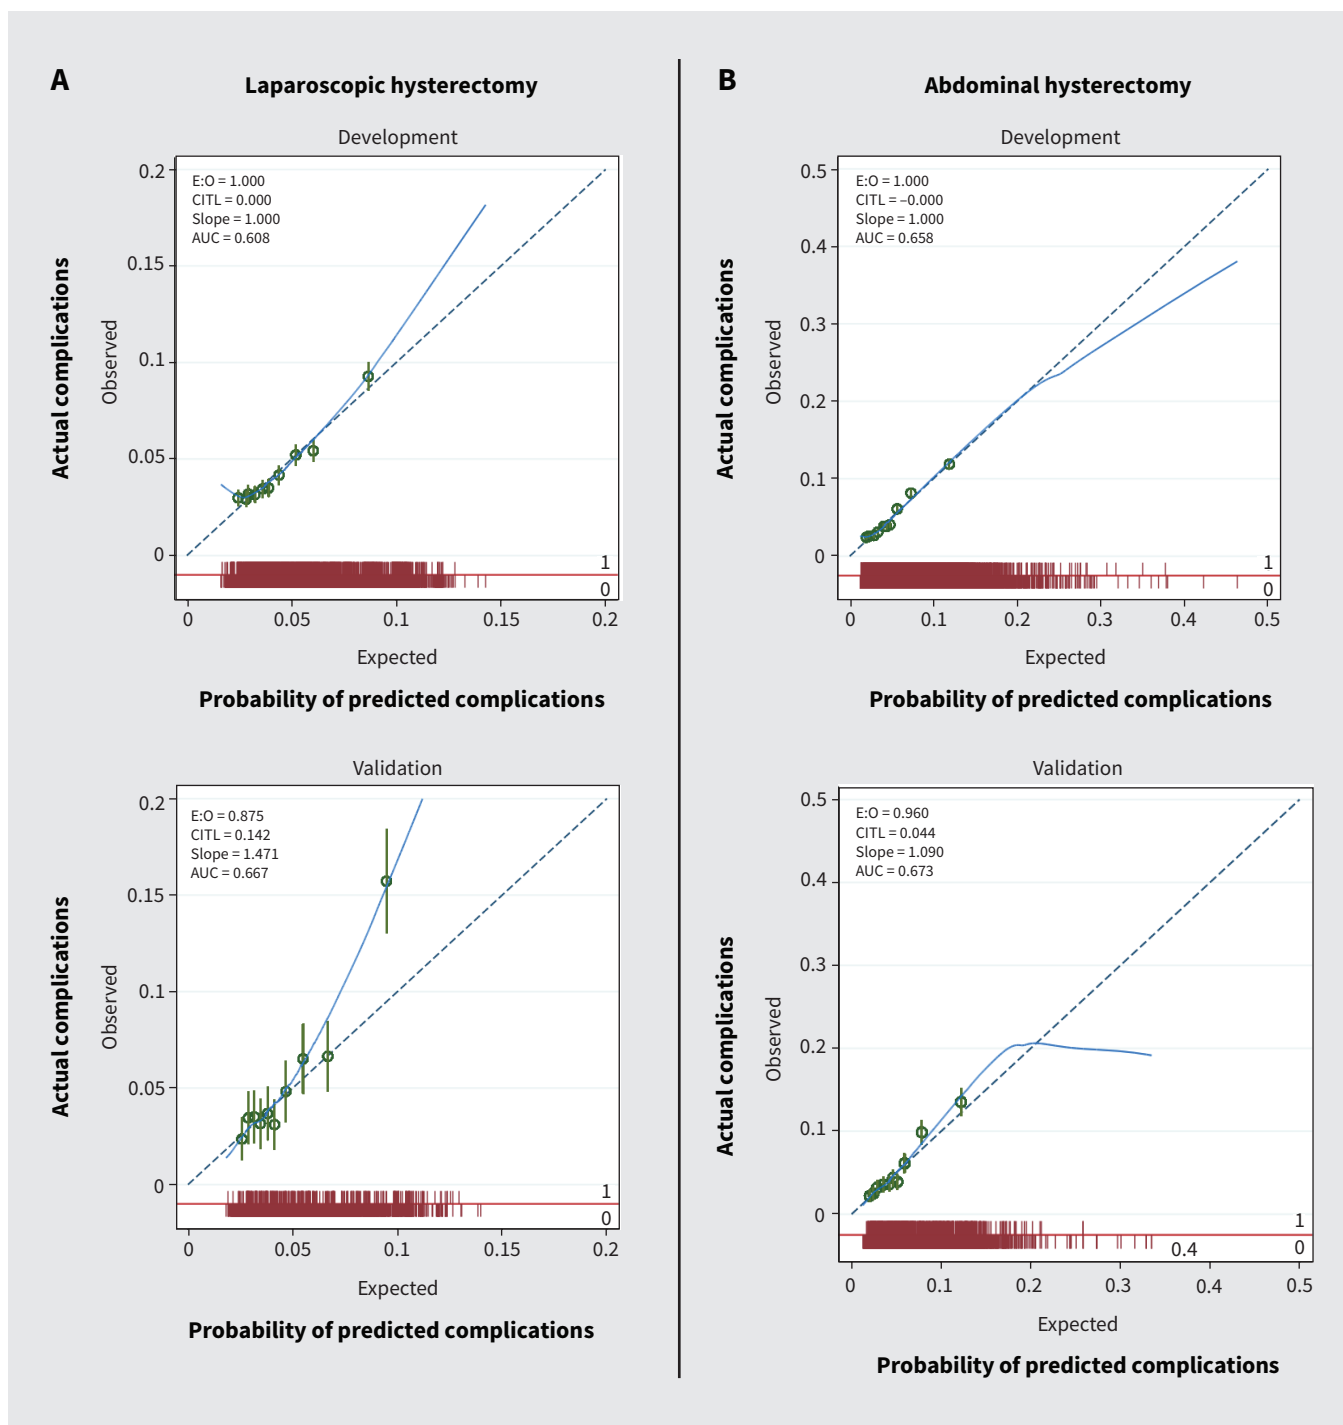 A
Laparoscopic hysterectomy
Development
E:O = 1.000
CITL = 0.000
Slope = 1.000
AUC = 0.608
0.2
0.15
0.1
0.05
0
Actual complications
Observed
1
0
0 0.05 0.1 0.15 0.2
Expected
Probability of predicted complications
Validation
E:O = 0.875
CITL = 0.142
Slope = 1.471
AUC = 0.667
0.2
0.15
0.1
0.05
0
Actual complications
Observed
1
0
0 0.05 0.1 0.15 0.2
Expected
Probability of predicted complications
B
Abdominal hysterectomy
Development
E:O = 1.000
CITL = –0.000
Slope = 1.000
AUC = 0.658
0.5
0.4
0.3
0.2
0.1
0
Actual complications
Observed
1
0
0 0.1 0.2 0.3 0.4 0.5
Expected
Probability of predicted complications
Validation
E:O = 0.960
CITL = 0.044
Slope = 1.090
AUC = 0.673
0.5
0.4
0.3
0.2
0.1
0
Actual complications
Observed
1
0.4 0
0 0.1 0.2 0.3 0.4 0.5
Expected
Probability of predicted complications